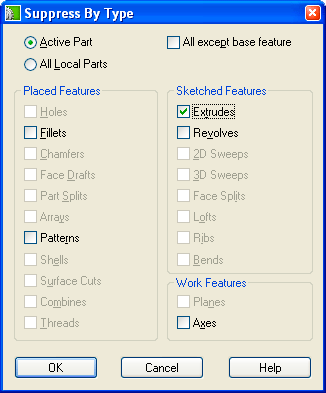 Suppress By Type
Active Part
All except base feature
All Local Parts
Placed Features
Holes
Fillets
Chamfers
Face Drafts
Part Splits
Arrays
Patterns
Shells
Surface Cuts
Combines
Threads
Sketched Features
Extrudes
Revolves
2D Sweeps
3D Sweeps
Face Splits
Lofts
Ribs
Bends
Work Features
Planes
Axes
OK
Cancel
Help